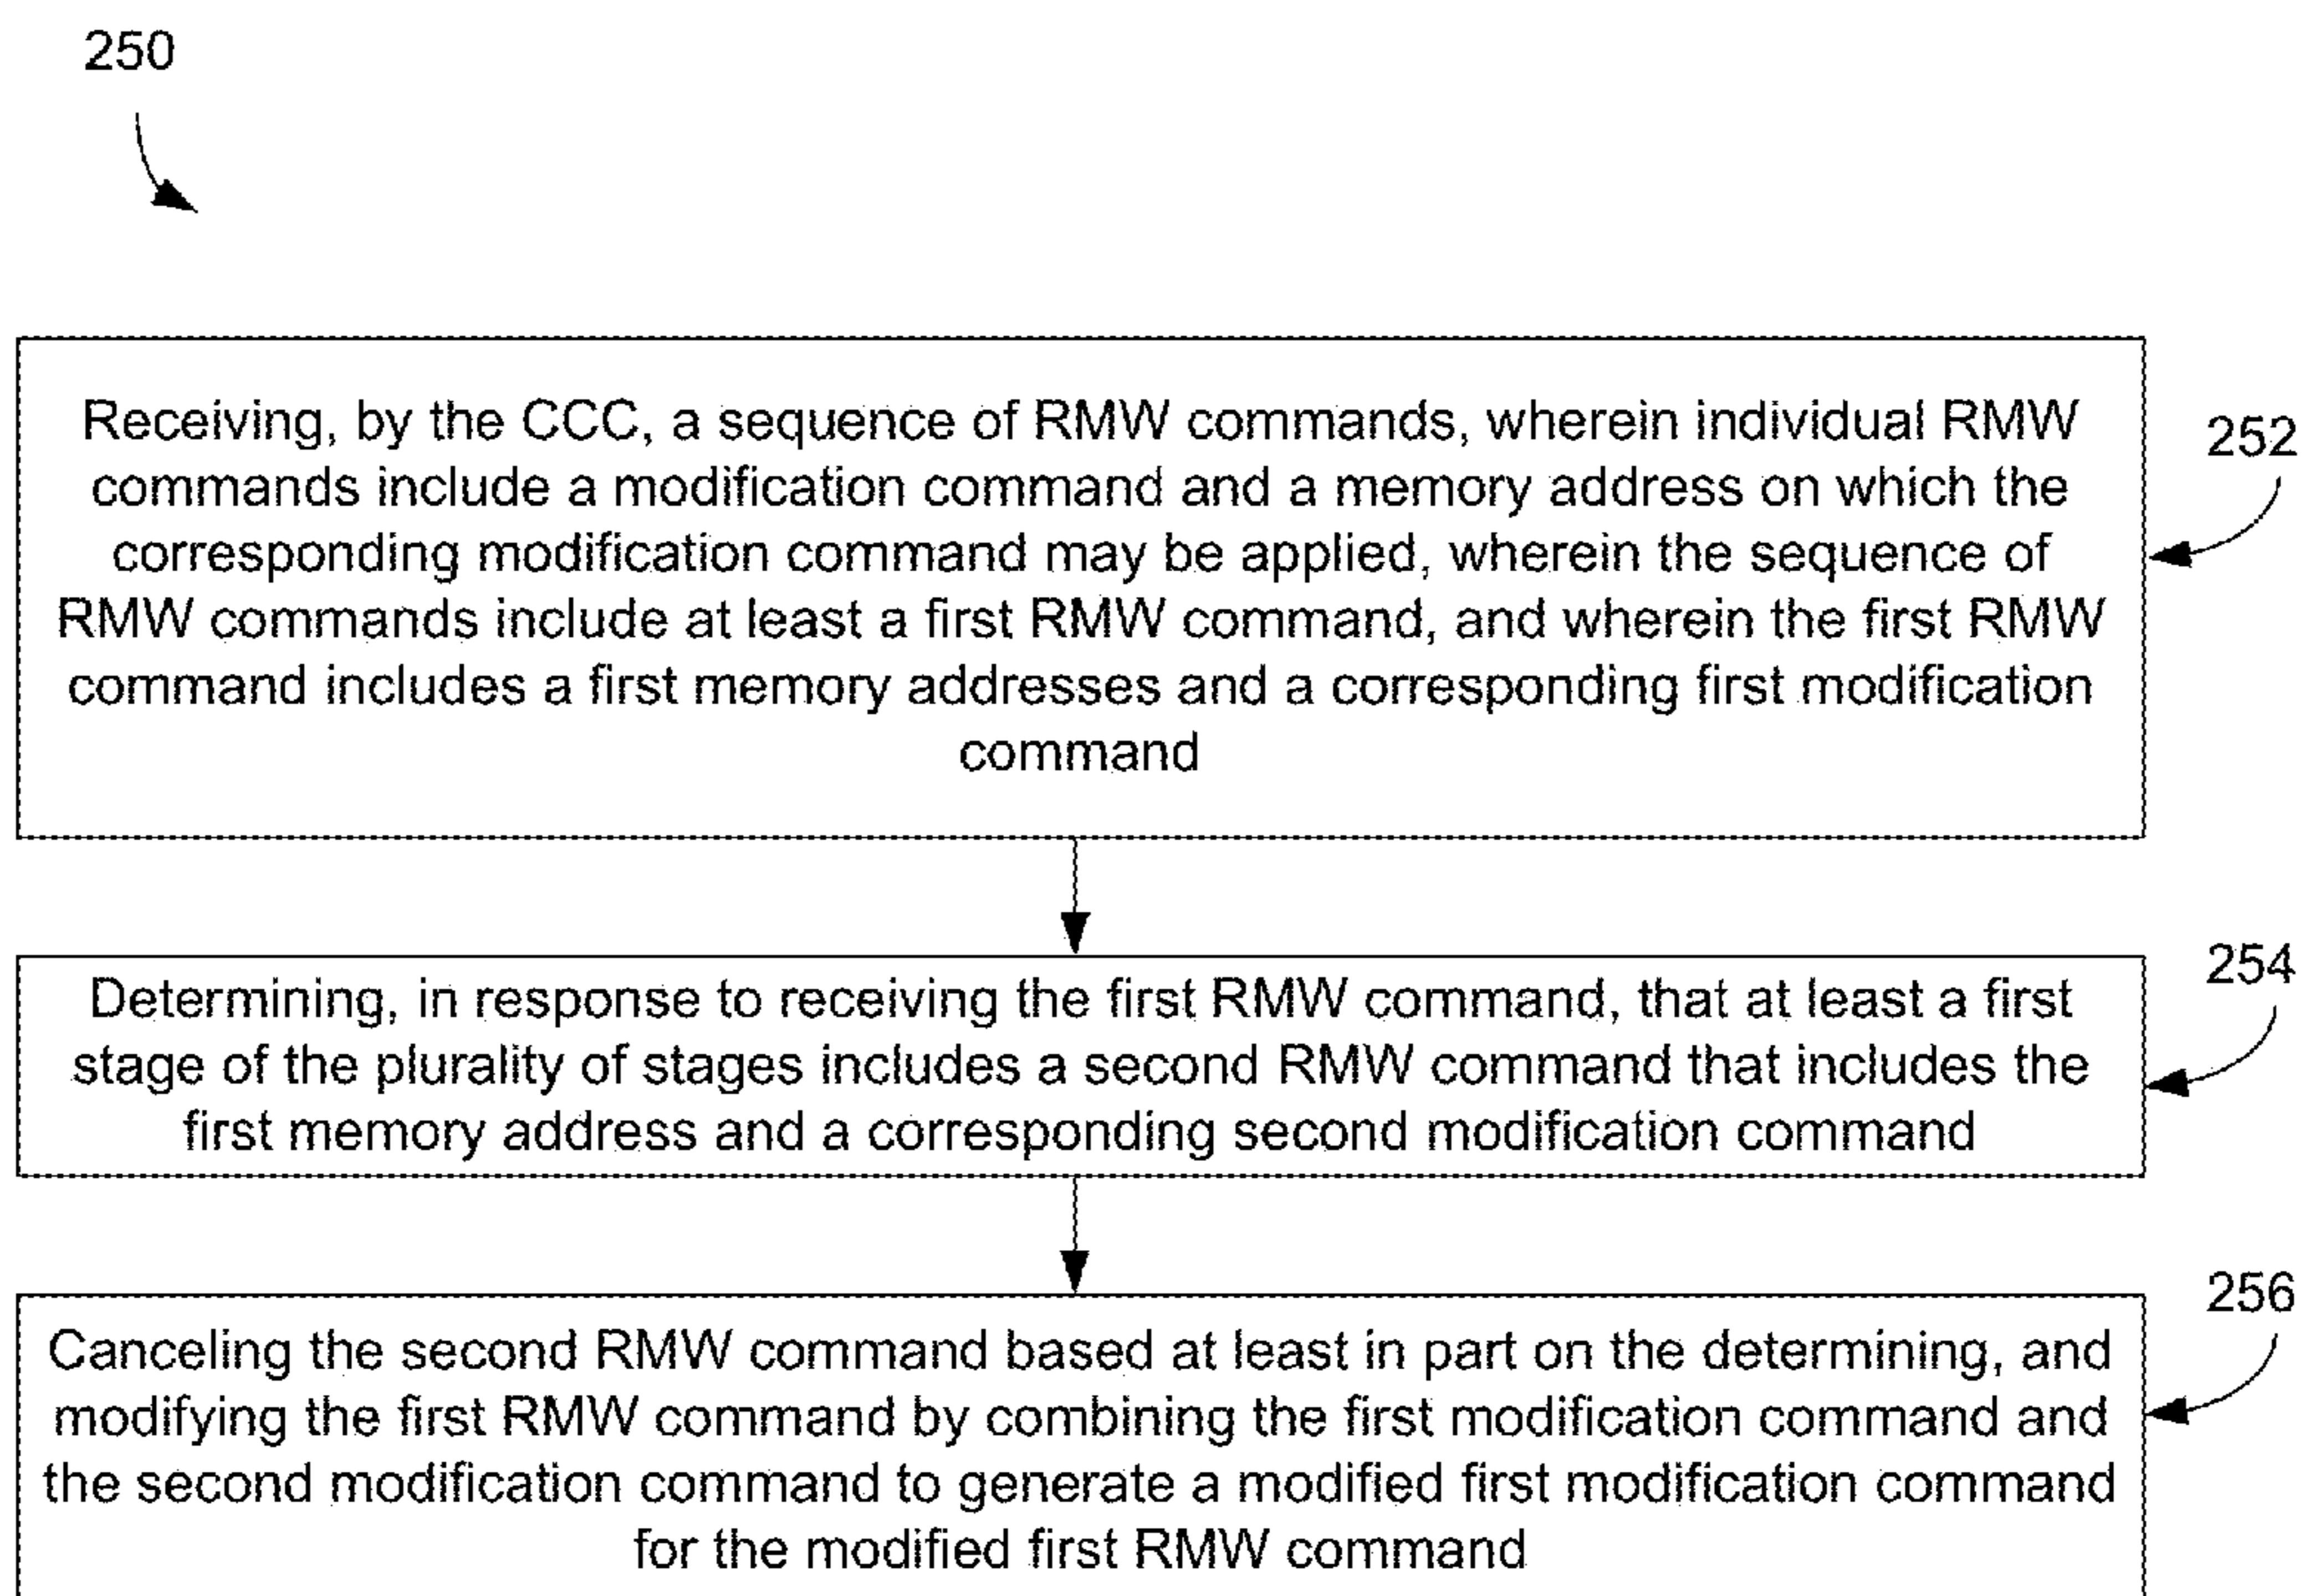 250
Receiving, by the CCC, a sequence of RMW commands, wherein individual RMW
commands include a modification command and a memory address on which the
corresponding modification command may be applied, wherein the sequence of
RMW commands include at least a first RMW command, and wherein the first RMW
command includes a first memory addresses and a corresponding first modification
command
252
Determining, in response to receiving the first RMW command, that at least a first
stage of the plurality of stages includes a second RMW command that includes the
first memory address and a corresponding second modification command
254
Canceling the second RMW command based at least in part on the determining, and
modifying the first RMW command by combining the first modification command and
the second modification command to generate a modified first modification command
for the modified first RMW command
256